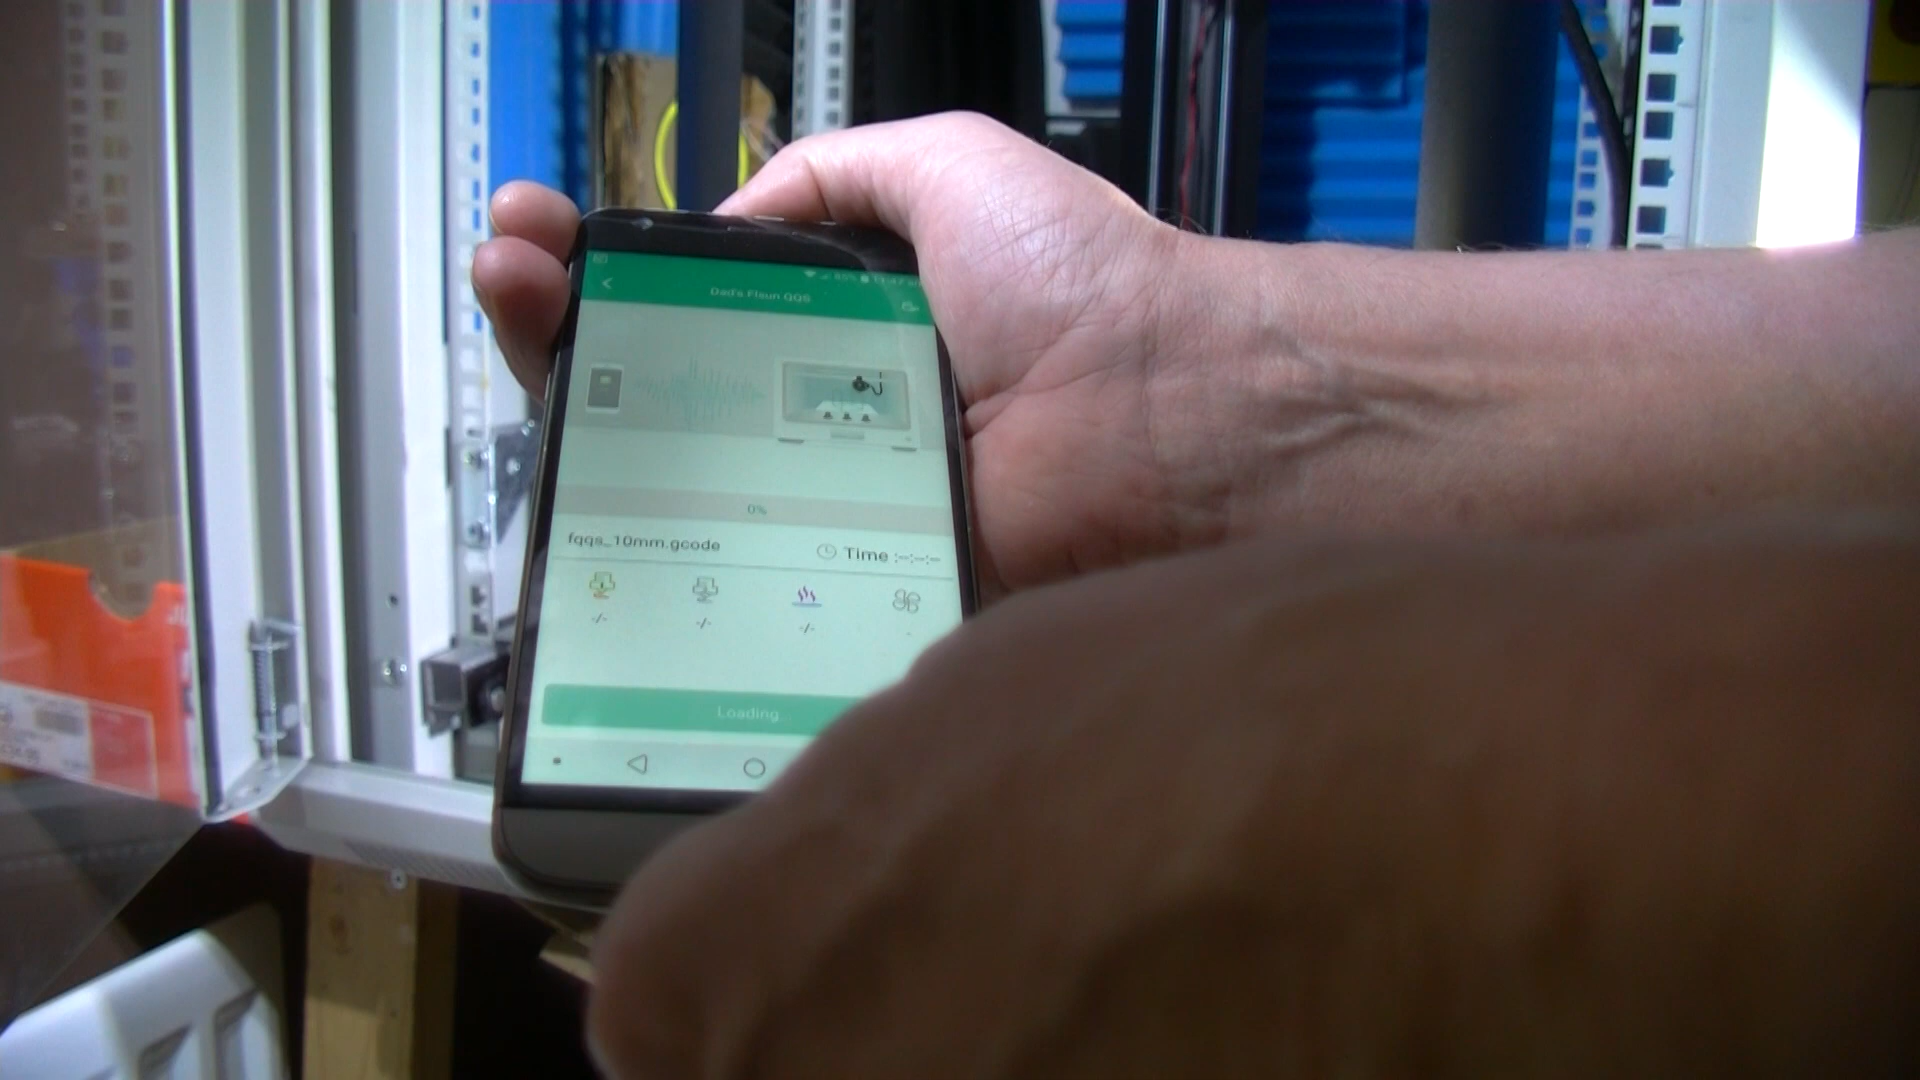 Dad's Flsun QQS
0%
fqqs_10mm.gcode
Time :--:--:--
-/-
-/-
-/-
Loading